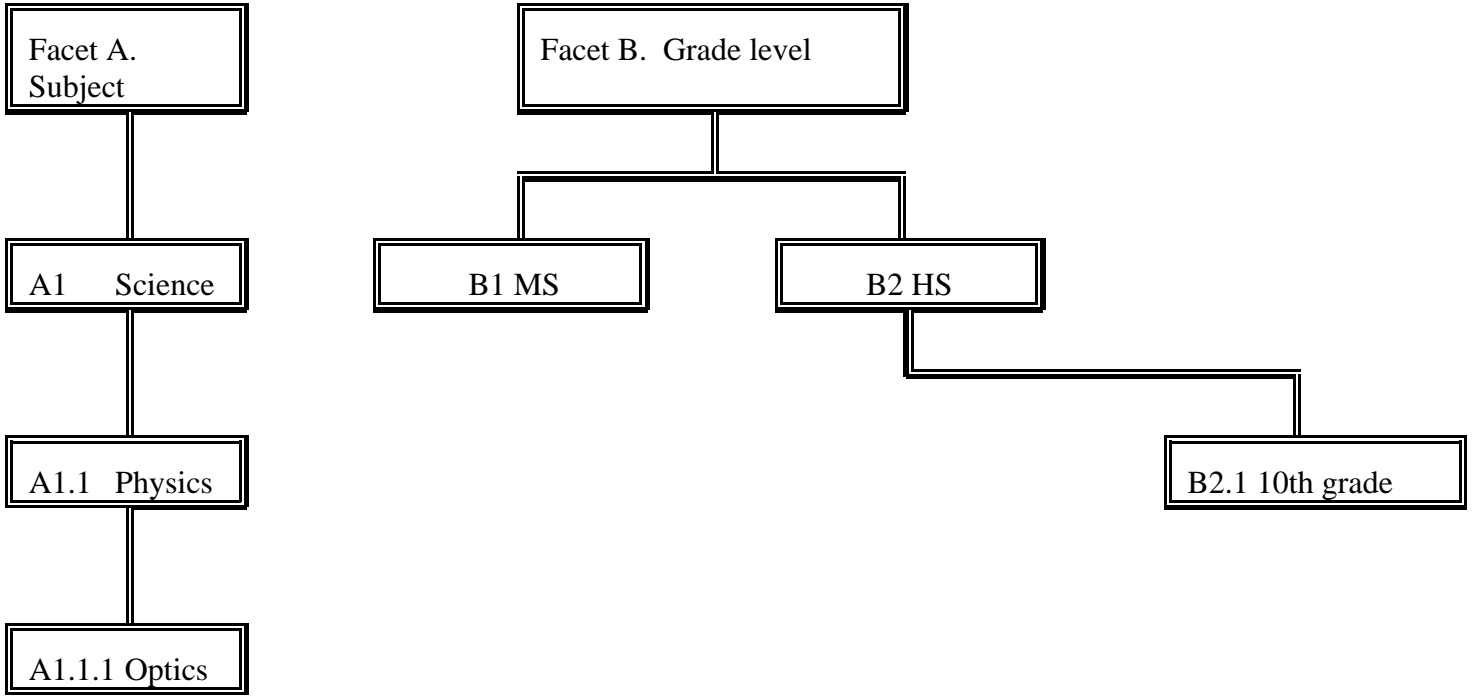 Facet A.
Subject
Facet B. Grade level
A1 Science
B1 MS
B2 HS
A1.1 Physics
B2.1 10th grade
A1.1.1 Optics